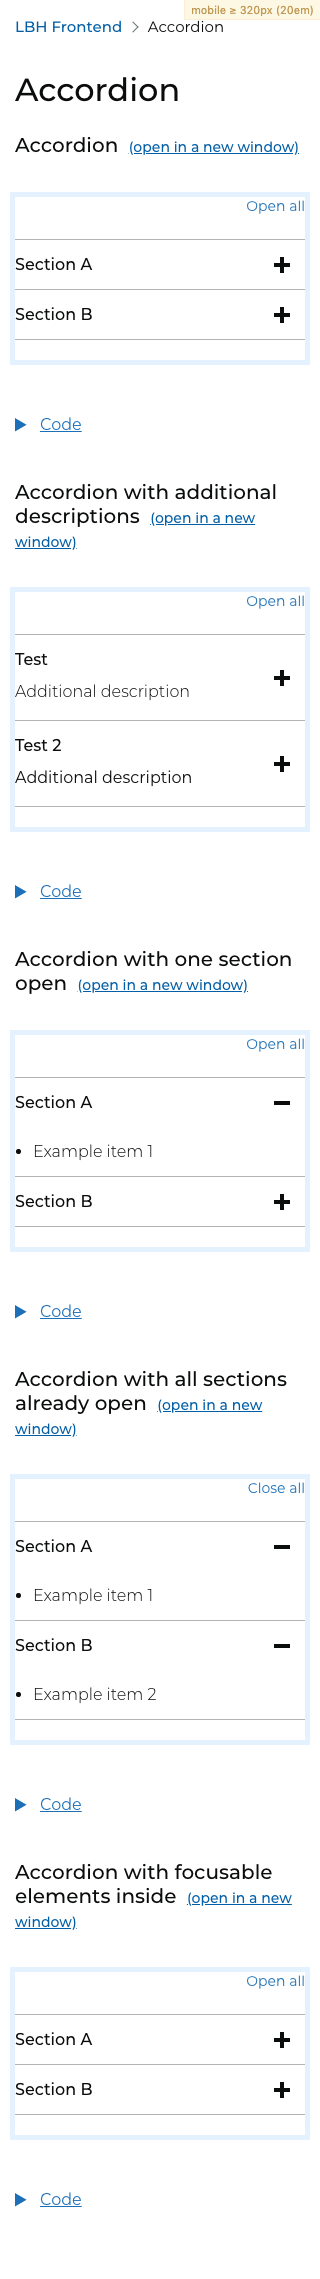 mobile ≥ 320px (20em)
LBH Frontend > Accordion
Accordion
Accordion (open in a new window)
Open all
Section A
Section B
Code
Accordion with additional
descriptions (open in a new
window)
Open all
Test
Additional description
Test 2
Additional description
Code
Accordion with one section
open (open in a new window)
Open all
Section A
• Example item 1
Section B
Code
Accordion with all sections
already open (open in a new
window)
Close all
Section A
• Example item 1
Section B
• Example item 2
Code
Accordion with focusable
elements inside (open in a new
window)
Open all
Section A
Section B
Code